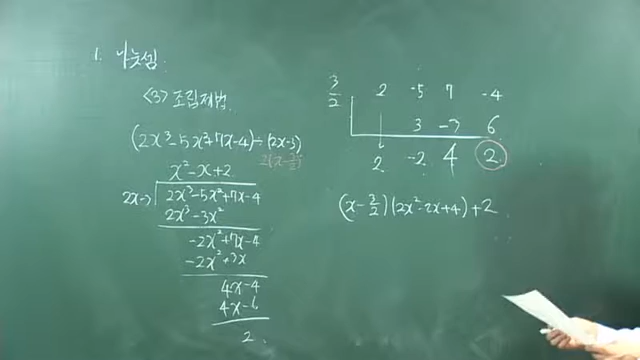 1. 나눗셈
<3> 조립제법
(2x³-5x²+7x-4)÷(2x-3)
2(x-3/2)
x²-x+2
2x-3) 2x³-5x²+7x-4
2x³-3x²
-2x²+7x-4
-2x²+3x
4x-4
4x-6
2
3/2 2 -5 7 -4
3 -3 6
2 -2 4 2
(x-3/2)(2x²-2x+4)+2